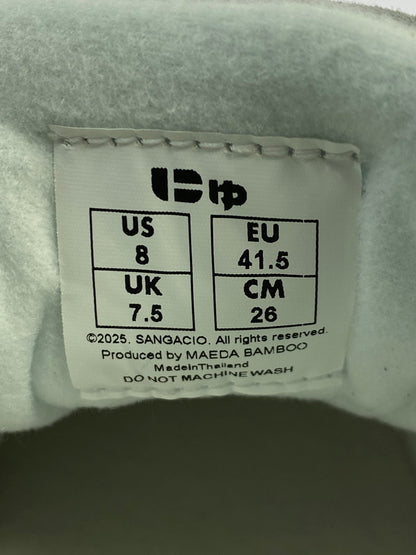 にゅ
US EU
8 41.5
UK CM
7.5 26
©2025. SANGACIO. All rights reserved.
Produced by MAEDA BAMBOO
MadeinThailand
DO NOT MACHINE WASH